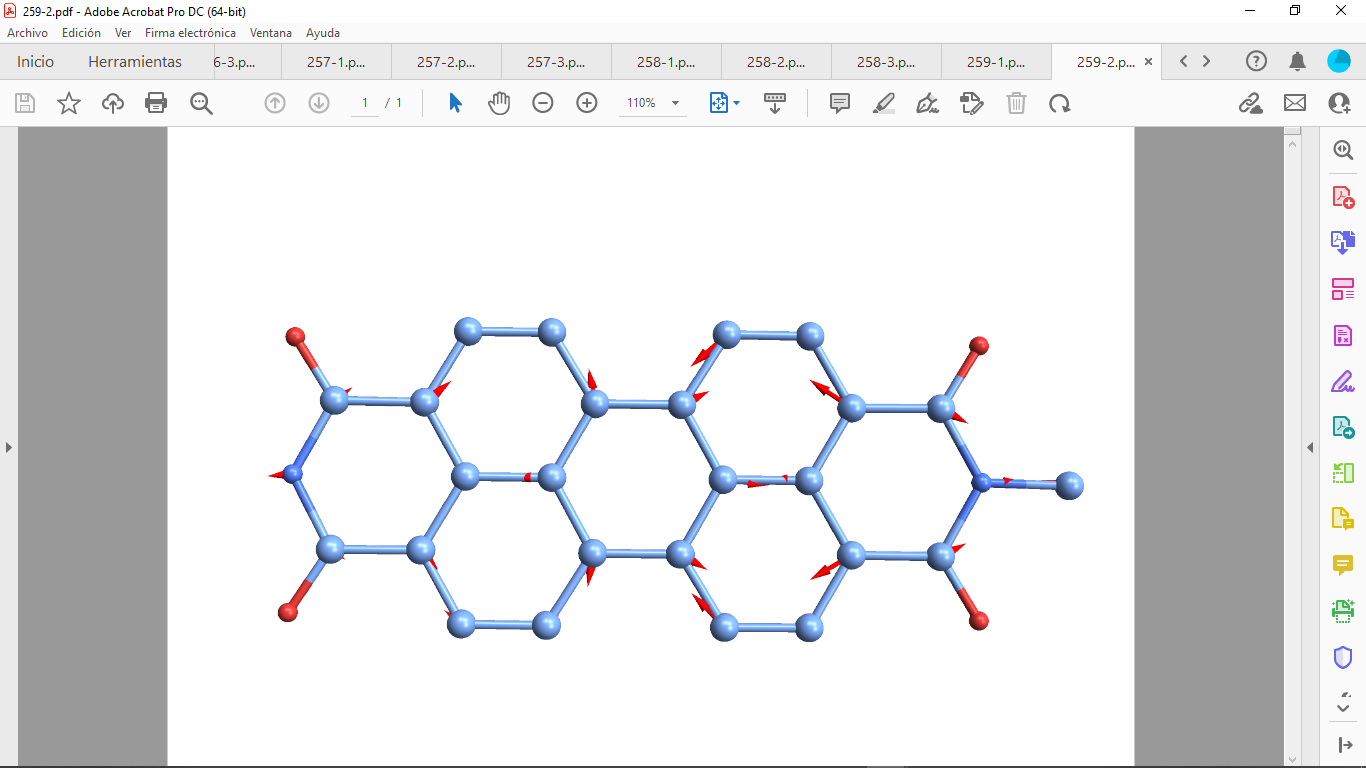 259-2.pdf - Adobe Acrobat Pro DC (64-bit)
Archivo Edición Ver Firma electrónica Ventana Ayuda
Inicio Herramientas 6-3.p... 257-1.p... 257-2.p... 257-3.p... 258-1.p... 258-2.p... 258-3.p... 259-1.p... 259-2.p...
1 / 1 110%